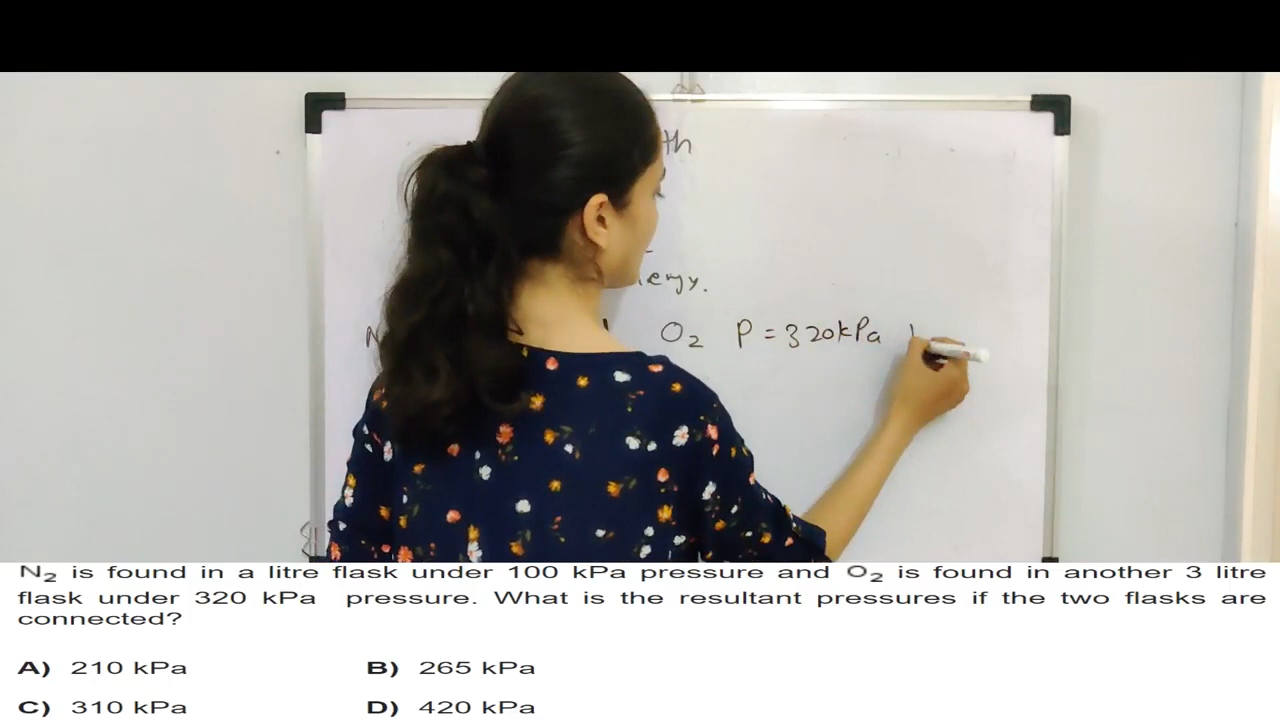 th
ergy.
N O₂ P = 320kPa
N₂ is found in a litre flask under 100 kPa pressure and O₂ is found in another 3 litre
flask under 320 kPa pressure. What is the resultant pressures if the two flasks are
connected?
A) 210 kPa B) 265 kPa
C) 310 kPa D) 420 kPa